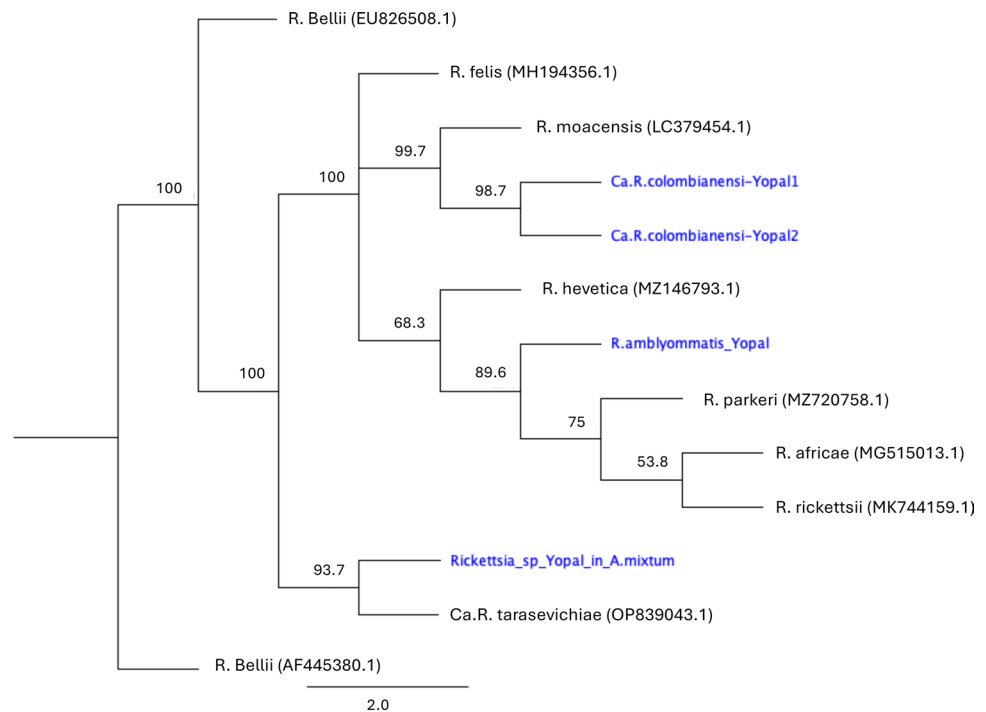 R. Bellii (EU826508.1)
R. felis (MH194356.1)
R. moacensis (LC379454.1)
99.7
100
Ca.R.colombianensi-Yopal1
100
98.7
Ca.R.colombianensi-Yopal2
R. hevetica (MZ146793.1)
68.3
R.amblyommatis_Yopal
100
89.6
R. parkeri (MZ720758.1)
75
R. africae (MG515013.1)
53.8
R. rickettsii (MK744159.1)
Rickettsia_sp_Yopal_in_A.mixtum
93.7
Ca.R. tarasevichiae (OP839043.1)
R. Bellii (AF445380.1)
2.0